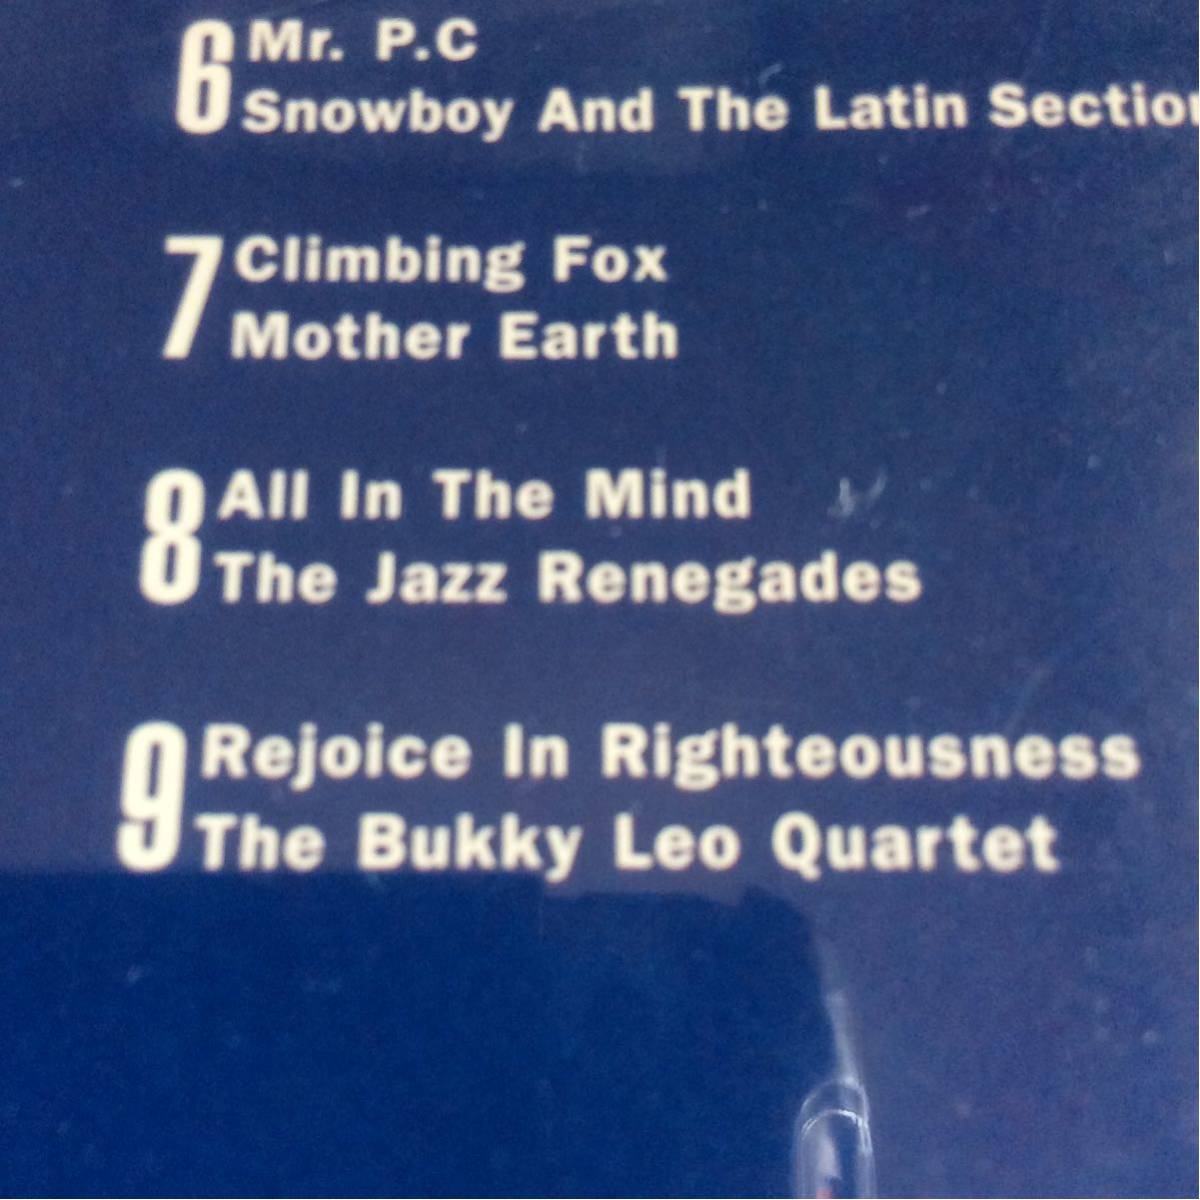 6 Mr. P.C
Snowboy And The Latin Section
7 Climbing Fox
Mother Earth
8 All In The Mind
The Jazz Renegades
9 Rejoice In Righteousness
The Bukky Leo Quartet